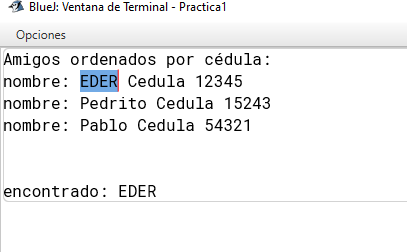 BlueJ: Ventana de Terminal - Practica1
Opciones
Amigos ordenados por cédula:
nombre: EDER Cedula 12345
nombre: Pedrito Cedula 15243
nombre: Pablo Cedula 54321
encontrado: EDER